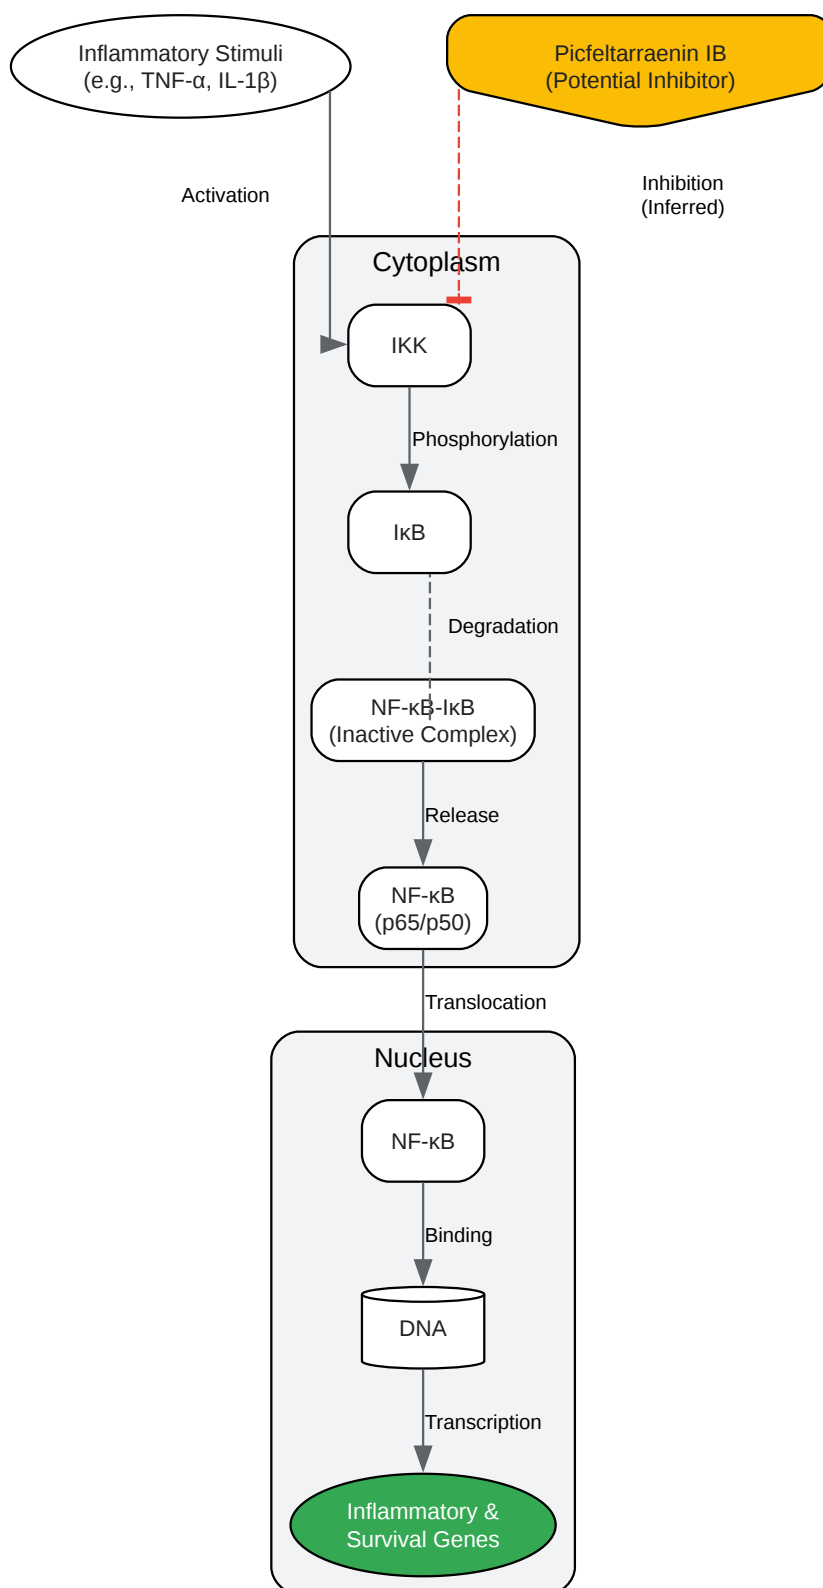 Inflammatory Stimuli
(e.g., TNF-α, IL-1β)
Picfeltarraenin IB
(Potential Inhibitor)
Activation
Inhibition
(Inferred)
Cytoplasm
IKK
Phosphorylation
IκB
Degradation
NF-κB-IκB
(Inactive Complex)
Release
NF-κB
(p65/p50)
Translocation
Nucleus
NF-κB
Binding
DNA
Transcription
Inflammatory &
Survival Genes